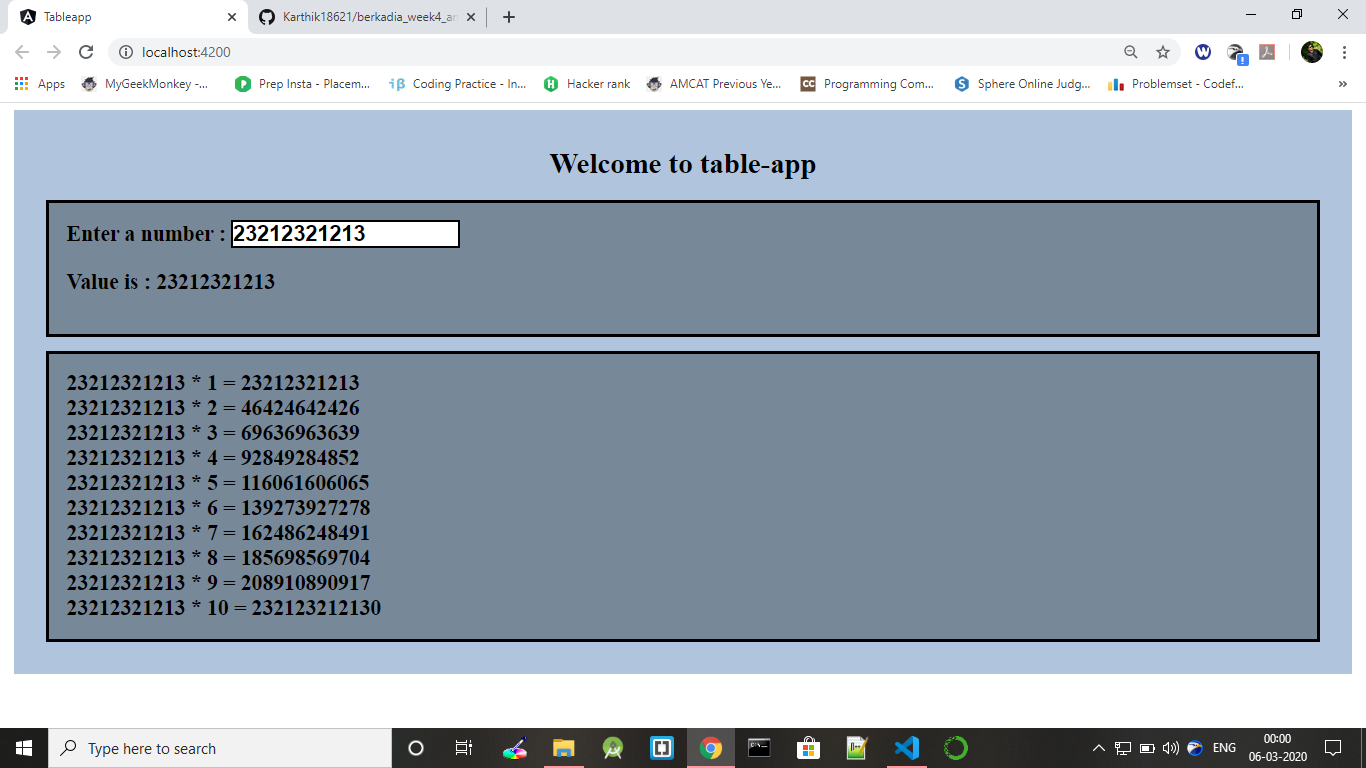 Tableapp
Karthik18621/berkadia_week4_an
localhost:4200
Apps
MyGeekMonkey -...
Prep Insta - Placem...
Coding Practice - In...
Hacker rank
AMCAT Previous Ye...
Programming Com...
Sphere Online Judg...
Problemset - Codef...
»
Welcome to table-app
Enter a number : 23212321213
Value is : 23212321213
23212321213 * 1 = 23212321213
23212321213 * 2 = 46424642426
23212321213 * 3 = 69636963639
23212321213 * 4 = 92849284852
23212321213 * 5 = 116061606065
23212321213 * 6 = 139273927278
23212321213 * 7 = 162486248491
23212321213 * 8 = 185698569704
23212321213 * 9 = 208910890917
23212321213 * 10 = 232123212130
Type here to search
ENG
00:00
06-03-2020